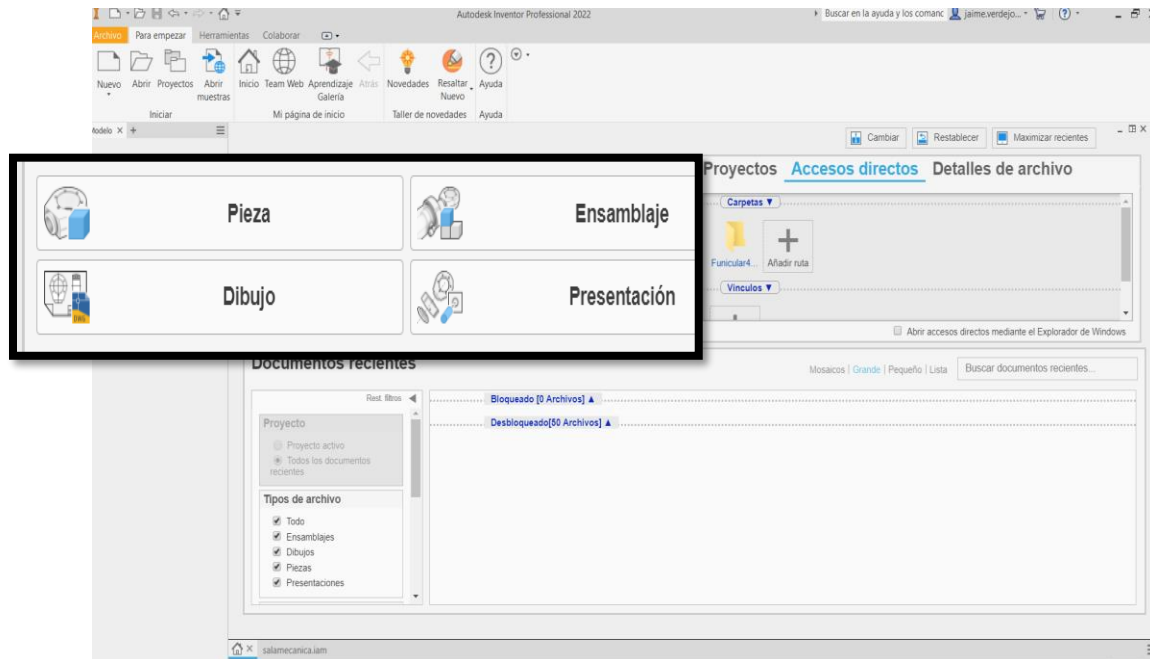 Autodesk Inventor Professional 2022
Buscar en la ayuda y los comanc
jaime.verdejo...
Archivo Para empezar Herramientas Colaborar
Nuevo Abrir Proyectos Abrir muestras Inicio Team Web Aprendizaje Galería Atrás Novedades Resaltar Nuevo Ayuda
Iniciar Mi página de inicio Taller de novedades Ayuda
Modelo X +
Cambiar Restablecer Maximizar recientes
Proyectos Accesos directos Detalles de archivo
Pieza Ensamblaje
Dibujo Presentación
DWG
Carpetas ▼
Funicular4... Añadir ruta
Vínculos ▼
Abrir accesos directos mediante el Explorador de Windows
Documentos recientes
Mosaicos | Grande | Pequeño | Lista Buscar documentos recientes...
Rest. filtros
Bloqueado [0 Archivos] ▲
Desbloqueado[50 Archivos] ▲
Proyecto
Proyecto activo
Todos los documentos
recientes
Tipos de archivo
Todo
Ensamblajes
Dibujos
Piezas
Presentaciones
salamecanica.iam